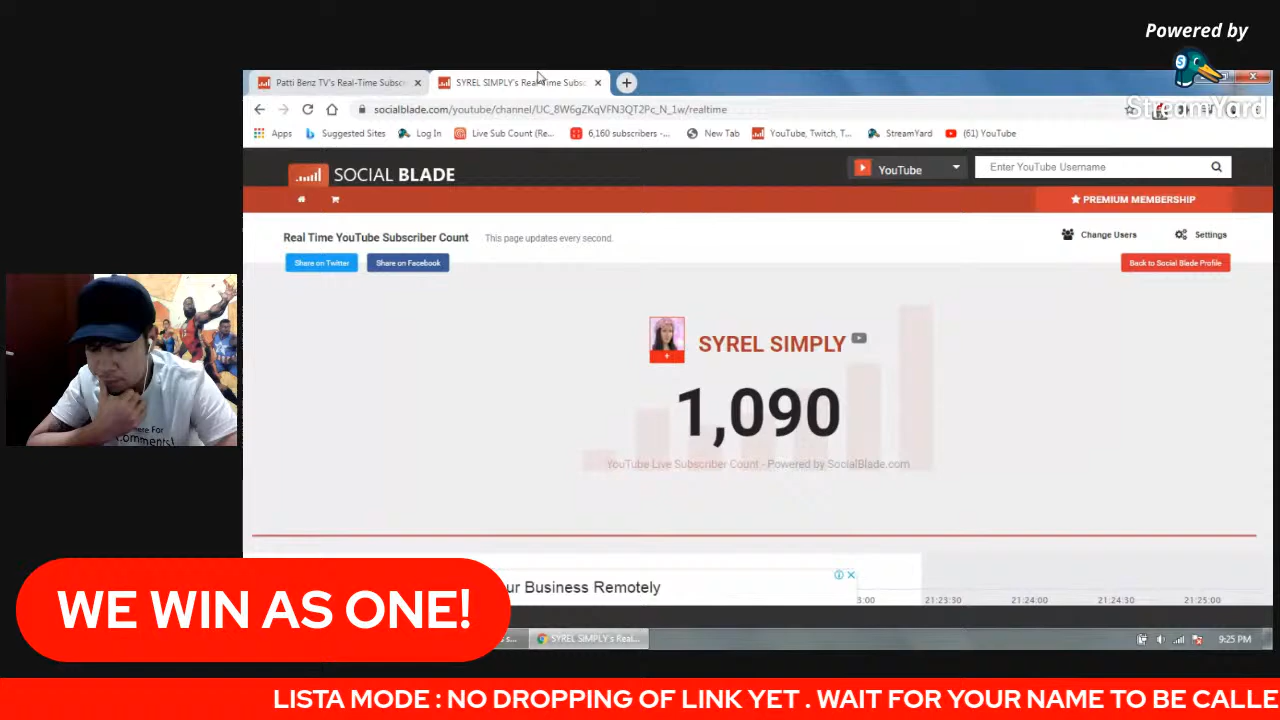 Powered by
StreamYard
Patti Benz TV's Real-Time Subsc
SYREL SIMPLY's Real-Time Subsc
socialblade.com/youtube/channel/UC_8W6gZKqVFN3QT2Pc_N_1w/realtime
Apps
Suggested Sites
Log In
Live Sub Count (Re...
6,160 subscribers -...
New Tab
YouTube, Twitch, T...
StreamYard
(61) YouTube
SOCIAL BLADE
YouTube
Enter YouTube Username
PREMIUM MEMBERSHIP
Real Time YouTube Subscriber Count
This page updates every second.
Change Users
Settings
Share on Twitter
Share on Facebook
Back to Social Blade Profile
SYREL SIMPLY
1,090
YouTube Live Subscriber Count - Powered by SocialBlade.com
ere For
Comments!
ur Business Remotely
3:00 21:23:30 21:24:00 21:24:30 21:25:00
WE WIN AS ONE!
SYREL SIMPLY's Real...
9:25 PM
LISTA MODE : NO DROPPING OF LINK YET . WAIT FOR YOUR NAME TO BE CALLE